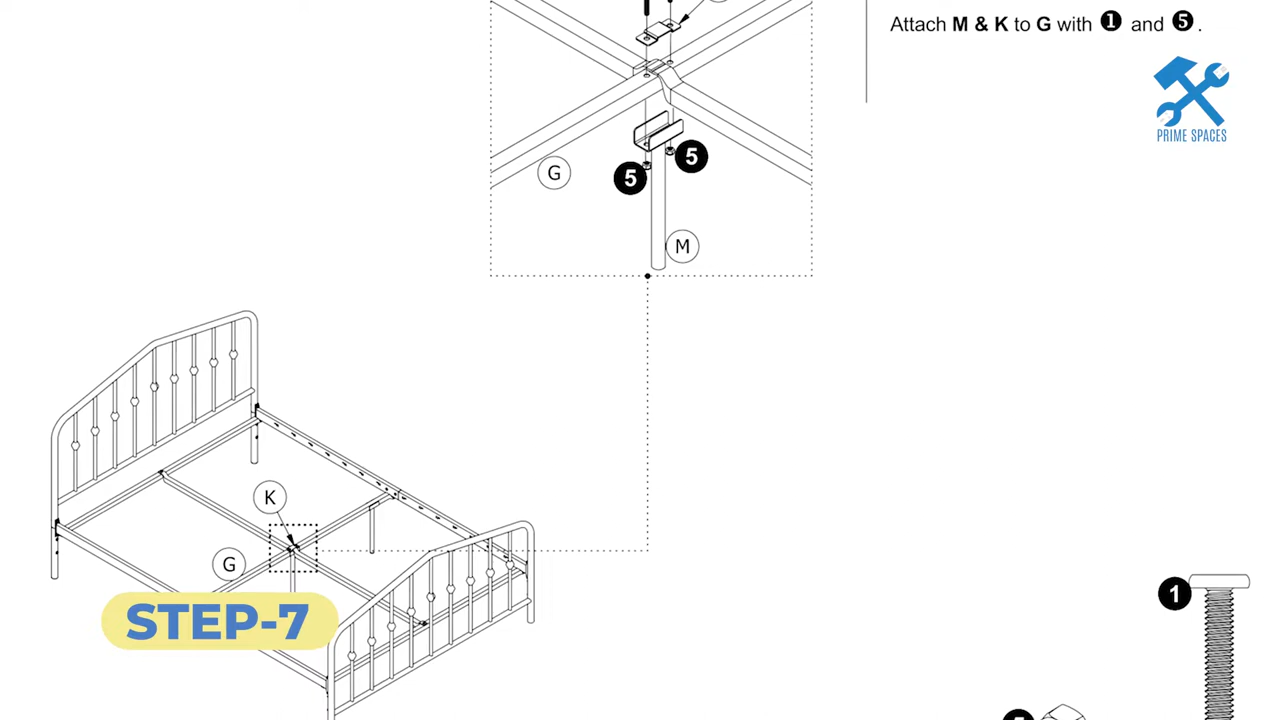 Attach M & K to G with 1 and 5 .
PRIME SPACES
5
5
G
M
K
G
STEP-7
1